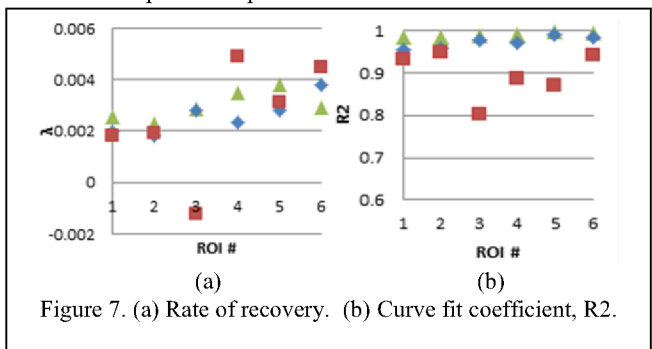 0.006
0.004
0.002
0
-0.002
λ
1 2 3 4 5 6
ROI #
(a)
1
0.9
0.8
0.7
0.6
R2
1 2 3 4 5 6
ROI #
(b)
Figure 7. (a) Rate of recovery. (b) Curve fit coefficient, R2.